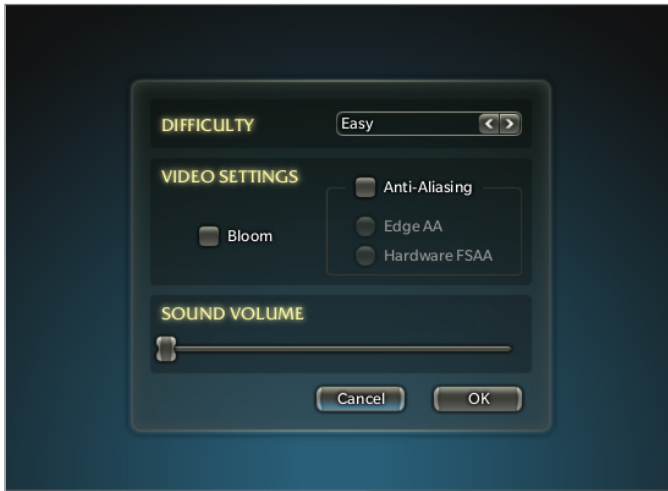 DIFFICULTY
Easy
VIDEO SETTINGS
Anti-Aliasing
Bloom
Edge AA
Hardware FSAA
SOUND VOLUME
Cancel
OK